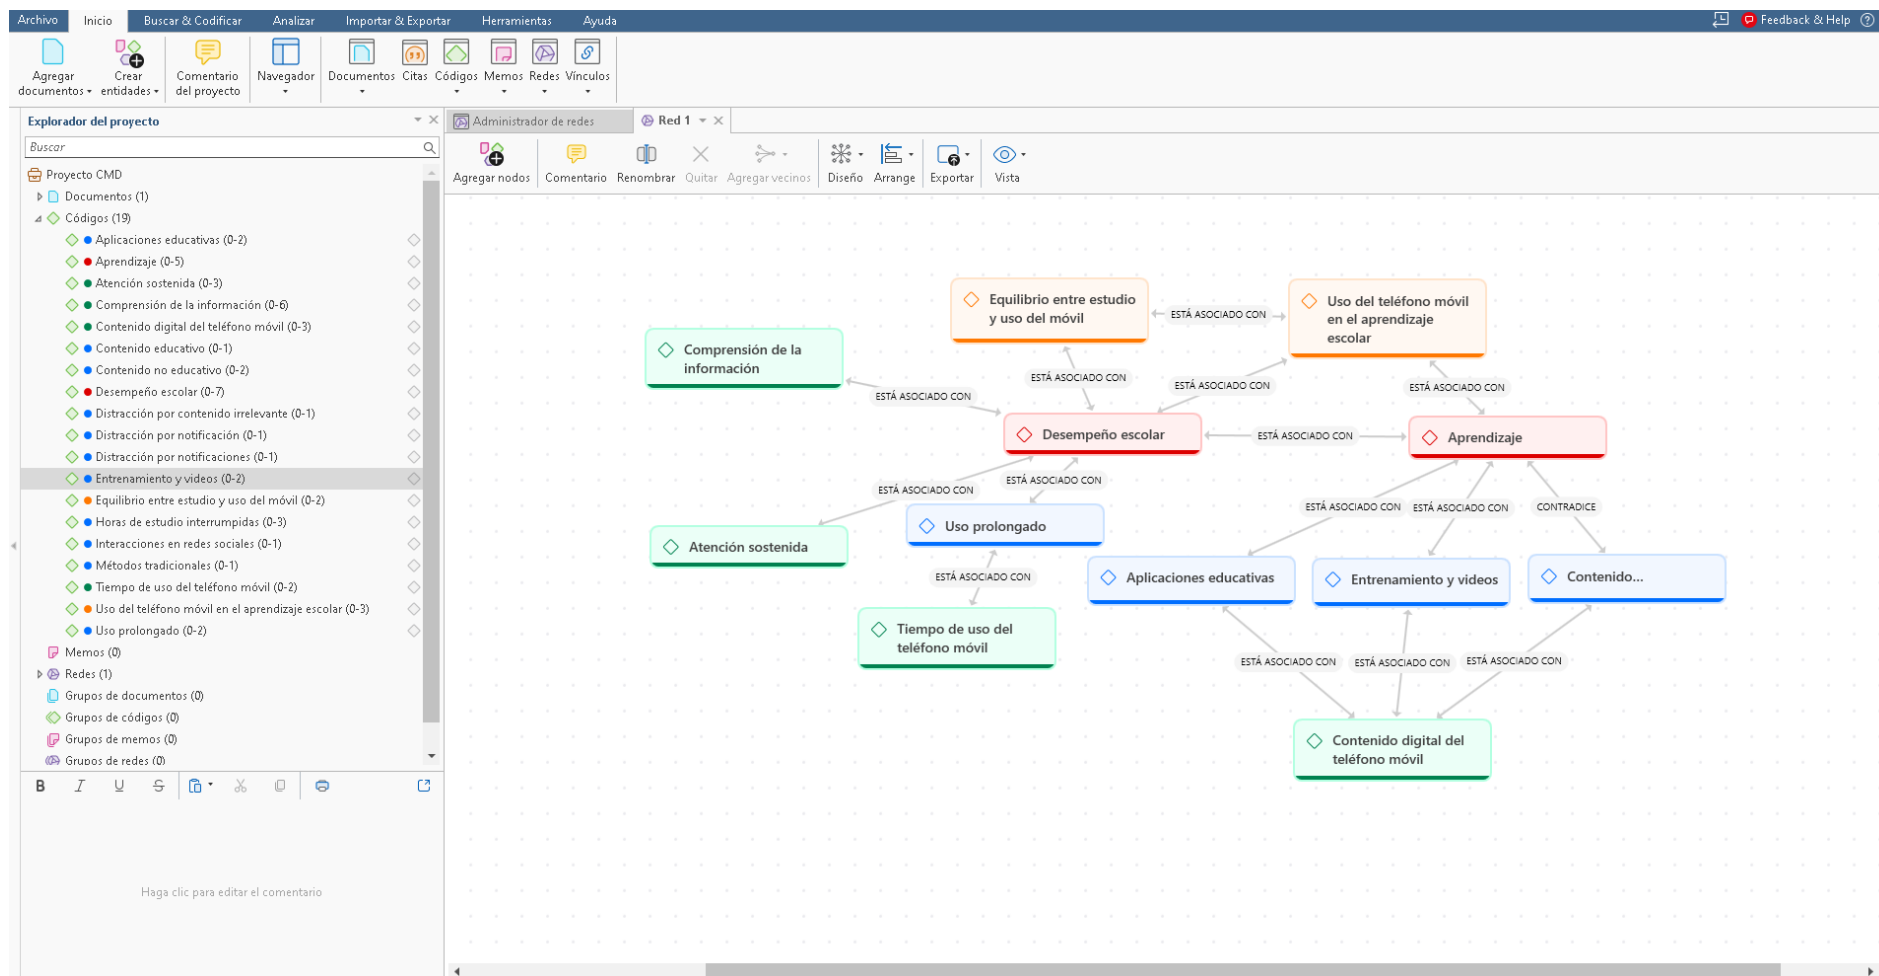 Archivo Inicio Buscar & Codificar Analizar Importar & Exportar Herramientas Ayuda Feedback & Help
Agregar documentos
Crear entidades
Comentario del proyecto
Navegador
Documentos Citas Códigos Memos Redes Vínculos
Explorador del proyecto
Buscar
Proyecto CMD
Documentos (1)
Códigos (19)
Aplicaciones educativas (0-2)
Aprendizaje (0-5)
Atención sostenida (0-3)
Comprensión de la información (0-6)
Contenido digital del teléfono móvil (0-3)
Contenido educativo (0-1)
Contenido no educativo (0-2)
Desempeño escolar (0-7)
Distracción por contenido irrelevante (0-1)
Distracción por notificación (0-1)
Distracción por notificaciones (0-1)
Entrenamiento y videos (0-2)
Equilibrio entre estudio y uso del móvil (0-2)
Horas de estudio interrumpidas (0-3)
Interacciones en redes sociales (0-1)
Métodos tradicionales (0-1)
Tiempo de uso del teléfono móvil (0-2)
Uso del teléfono móvil en el aprendizaje escolar (0-3)
Uso prolongado (0-2)
Memos (0)
Redes (1)
Grupos de documentos (0)
Grupos de códigos (0)
Grupos de memos (0)
Grupos de redes (0)
B I U S
Haga clic para editar el comentario
Administrador de redes
Red 1
Agregar nodos Comentario Renombrar Quitar Agregar vecinos Diseño Arrange Exportar Vista
Equilibrio entre estudio
y uso del móvil
ESTÁ ASOCIADO CON
Uso del teléfono móvil
en el aprendizaje
escolar
Comprensión de la
información
ESTÁ ASOCIADO CON
ESTÁ ASOCIADO CON
ESTÁ ASOCIADO CON
ESTÁ ASOCIADO CON
Desempeño escolar
ESTÁ ASOCIADO CON
Aprendizaje
ESTÁ ASOCIADO CON
ESTÁ ASOCIADO CON
ESTÁ ASOCIADO CON
ESTÁ ASOCIADO CON
CONTRADICE
Uso prolongado
Atención sostenida
ESTÁ ASOCIADO CON
Aplicaciones educativas
Entrenamiento y videos
Contenido...
Tiempo de uso del
teléfono móvil
ESTÁ ASOCIADO CON
ESTÁ ASOCIADO CON
ESTÁ ASOCIADO CON
Contenido digital del
teléfono móvil